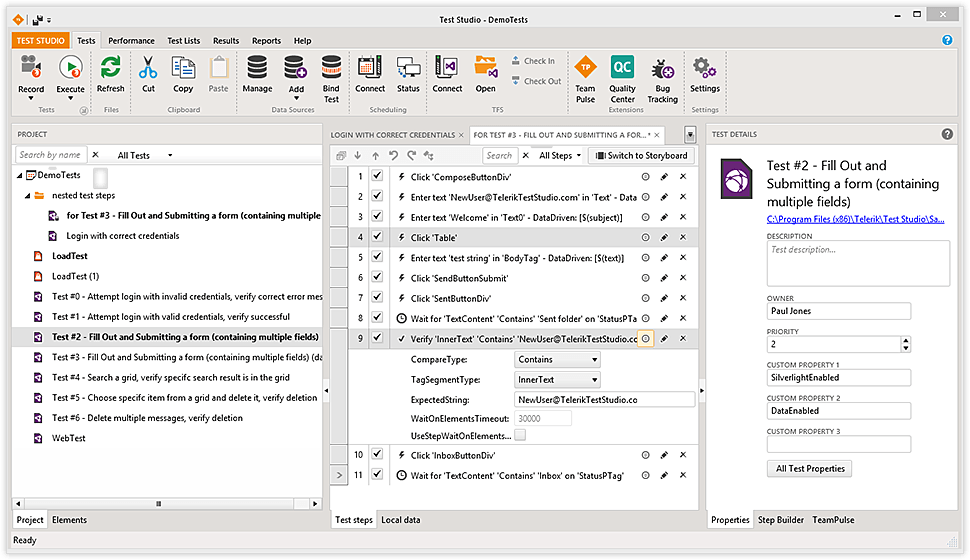 Test Studio - DemoTests
TEST STUDIO Tests Performance Test Lists Results Reports Help
Record Execute Refresh Cut Copy Paste Manage Add Bind Test Connect Status Connect Open Check In Check Out Team Pulse Quality Center Bug Tracking Settings
TP QC
Tests Files Clipboard Data Sources Scheduling TFS Extensions Settings
PROJECT
Search by name All Tests
DemoTests
nested test steps
for Test #3 - Fill Out and Submitting a form (containing multiple
Login with correct credentials
LoadTest
LoadTest (1)
Test #0 - Attempt login with invalid credentials, verify correct error mes
Test #1 - Attempt login with valid credentials, verify successful
Test #2 - Fill Out and Submitting a form (containing multiple fields)
Test #3 - Fill Out and Submitting a form (containing multiple fields) (da
Test #4 - Search a grid, verify specifc search result is in the grid
Test #5 - Choose specifc item from a grid and delete it, verify deletion
Test #6 - Delete multiple messages, verify deletion
WebTest
Project Elements
LOGIN WITH CORRECT CREDENTIALS FOR TEST #3 - FILL OUT AND SUBMITTING A FOR... *
Search All Steps Switch to Storyboard
1 Click 'ComposeButtonDiv'
2 Enter text 'NewUser@TelerikTestStudio.com' in 'Text' - Data
3 Enter text 'Welcome' in 'Text0' - DataDriven: [$(subject)]
4 Click 'Table'
5 Enter text 'test string' in 'BodyTag' - DataDriven: [$(text)]
6 Click 'SendButtonSubmit'
7 Click 'SentButtonDiv'
8 Wait for 'TextContent' 'Contains' 'Sent folder' on 'StatusPTa
9 Verify 'InnerText' 'Contains' 'NewUser@TelerikTestStudio.co
CompareType: Contains
TagSegmentType: InnerText
ExpectedString: NewUser@TelerikTestStudio.co
WaitOnElementsTimeout: 30000
UseStepWaitOnElements...
10 Click 'InboxButtonDiv'
11 Wait for 'TextContent' 'Contains' 'Inbox' on 'StatusPTag'
Test steps Local data
TEST DETAILS
Test #2 - Fill Out and
Submitting a form (containing
multiple fields)
C:\Program Files (x86)\Telerik\Test Studio\Sa...
DESCRIPTION
Test description...
OWNER
Paul Jones
PRIORITY
2
CUSTOM PROPERTY 1
SilverlightEnabled
CUSTOM PROPERTY 2
DataEnabled
CUSTOM PROPERTY 3
All Test Properties
Properties Step Builder TeamPulse
Ready